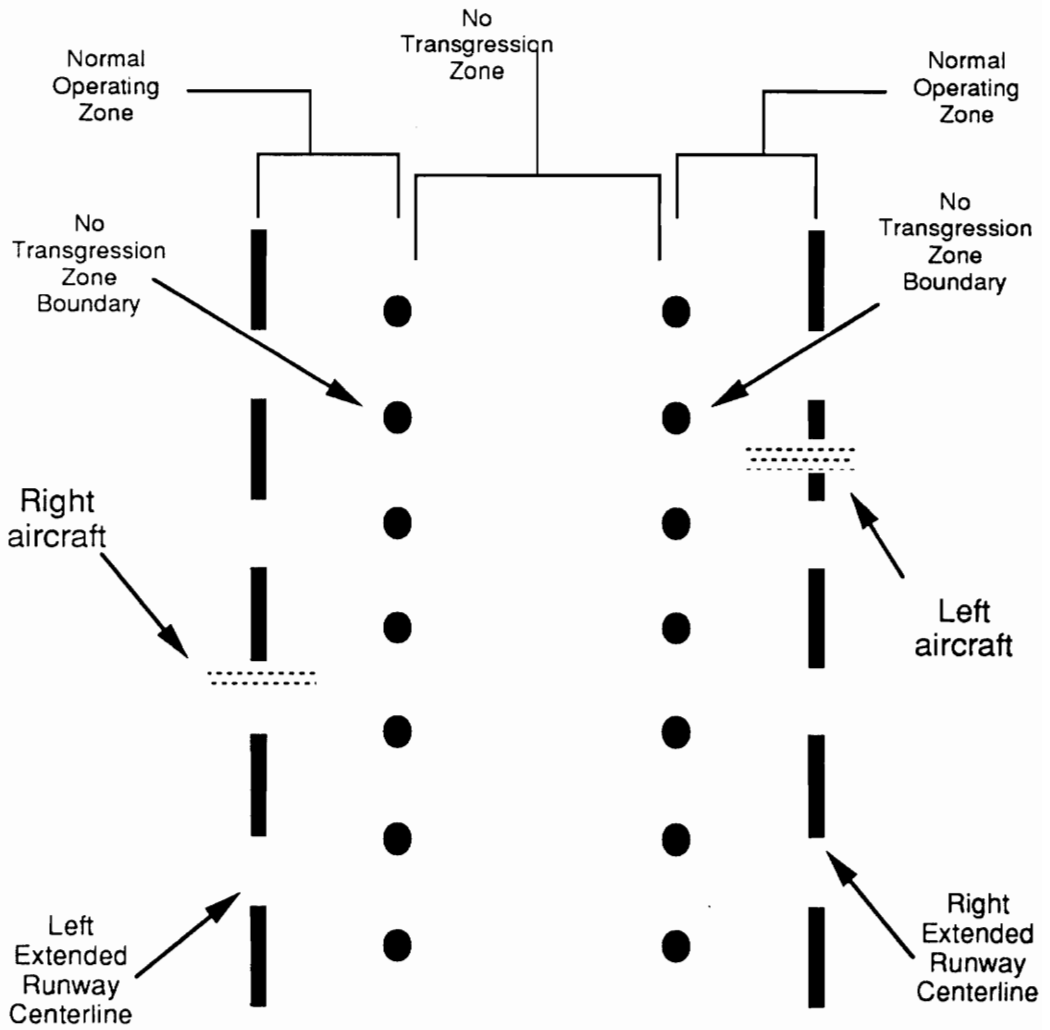 No
Transgression
Zone
Normal
Operating
Zone
Normal
Operating
Zone
No
Transgression
Zone
Boundary
No
Transgression
Zone
Boundary
Right
aircraft
Left
aircraft
Left
Extended
Runway
Centerline
Right
Extended
Runway
Centerline